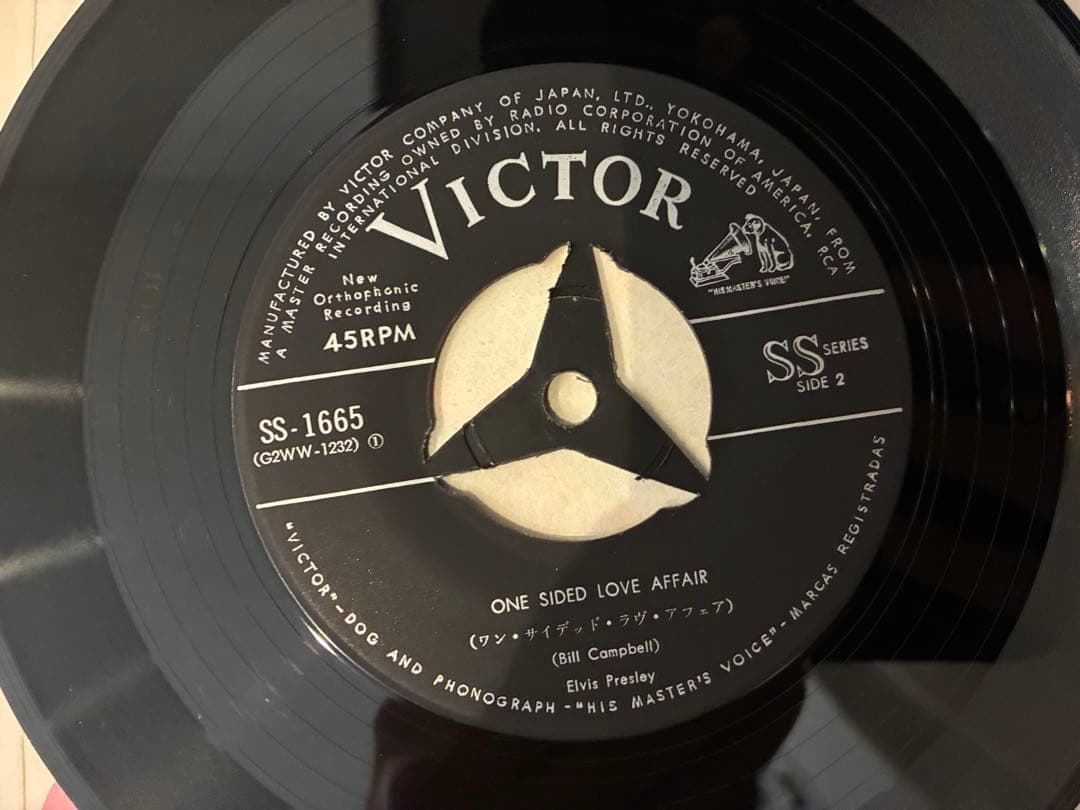 MANUFACTURED BY VICTOR COMPANY OF JAPAN, LTD., YOKOHAMA, JAPAN, FROM
A MASTER RECORDING OWNED BY RADIO CORPORATION OF AMERICA, RCA
INTERNATIONAL DIVISION. ALL RIGHTS RESERVED
VICTOR
"HIS MASTER'S VOICE"
New
Orthophonic
Recording
45RPM
SS SERIES
SIDE 2
SS-1665
(G2WW-1232) ①
ONE SIDED LOVE AFFAIR
(ワン・サイデッド・ラヴ・アフェア)
(Bill Campbell)
Elvis Presley
"VICTOR"-DOG AND PHONOGRAPH-"HIS MASTER'S VOICE"-MARCAS REGISTRADAS